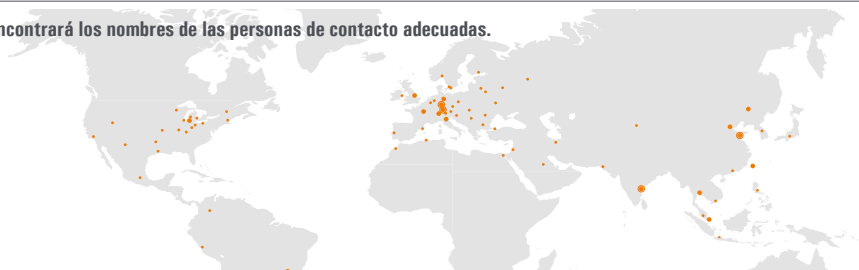 ncontrará los nombres de las personas de contacto adecuadas.